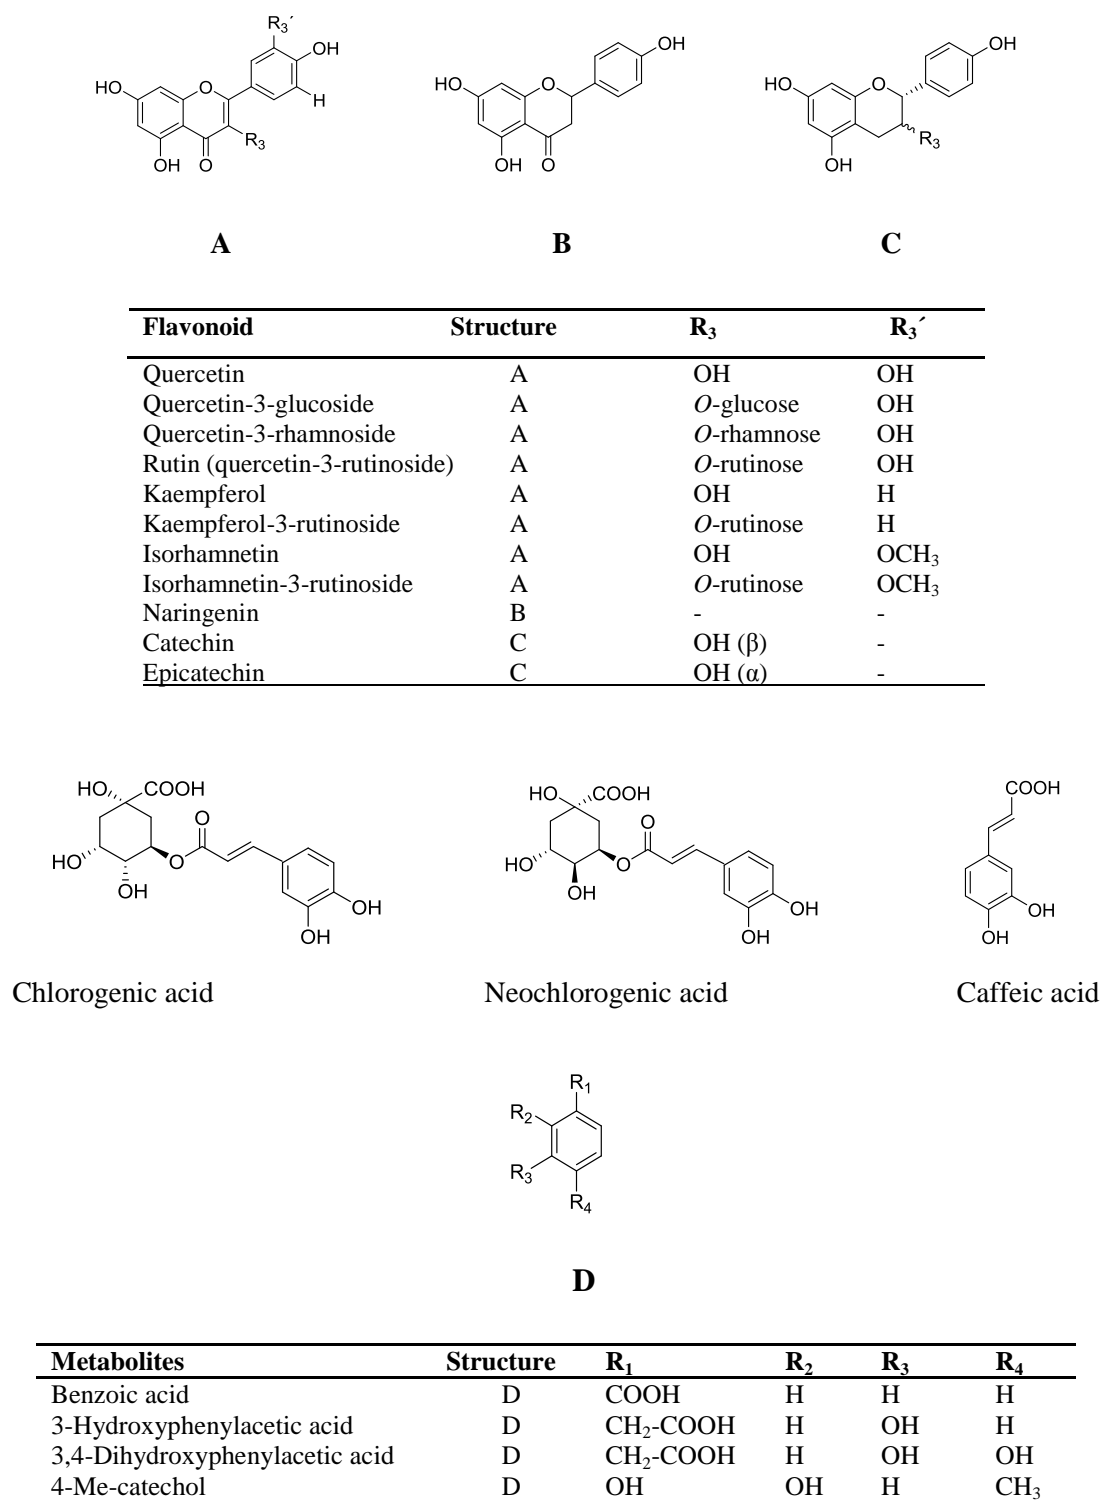 R₃´
OH
HO
O
H
R₃
OH
O
OH
HO
O
OH
O
OH
HO
O
R₃
OH
A B C
Flavonoid Structure R₃ R₃´
Quercetin A OH OH
Quercetin-3-glucoside A O-glucose OH
Quercetin-3-rhamnoside A O-rhamnose OH
Rutin (quercetin-3-rutinoside) A O-rutinose OH
Kaempferol A OH H
Kaempferol-3-rutinoside A O-rutinose H
Isorhamnetin A OH OCH₃
Isorhamnetin-3-rutinoside A O-rutinose OCH₃
Naringenin B - -
Catechin C OH (β) -
Epicatechin C OH (α) -
HO COOH
O
HO
O
OH
OH
OH
HO COOH
O
HO
O
OH
OH
OH
COOH
OH
OH
Chlorogenic acid Neochlorogenic acid Caffeic acid
R₁
R₂
R₃
R₄
D
Metabolites Structure R₁ R₂ R₃ R₄
Benzoic acid D COOH H H H
3-Hydroxyphenylacetic acid D CH₂-COOH H OH H
3,4-Dihydroxyphenylacetic acid D CH₂-COOH H OH OH
4-Me-catechol D OH OH H CH₃